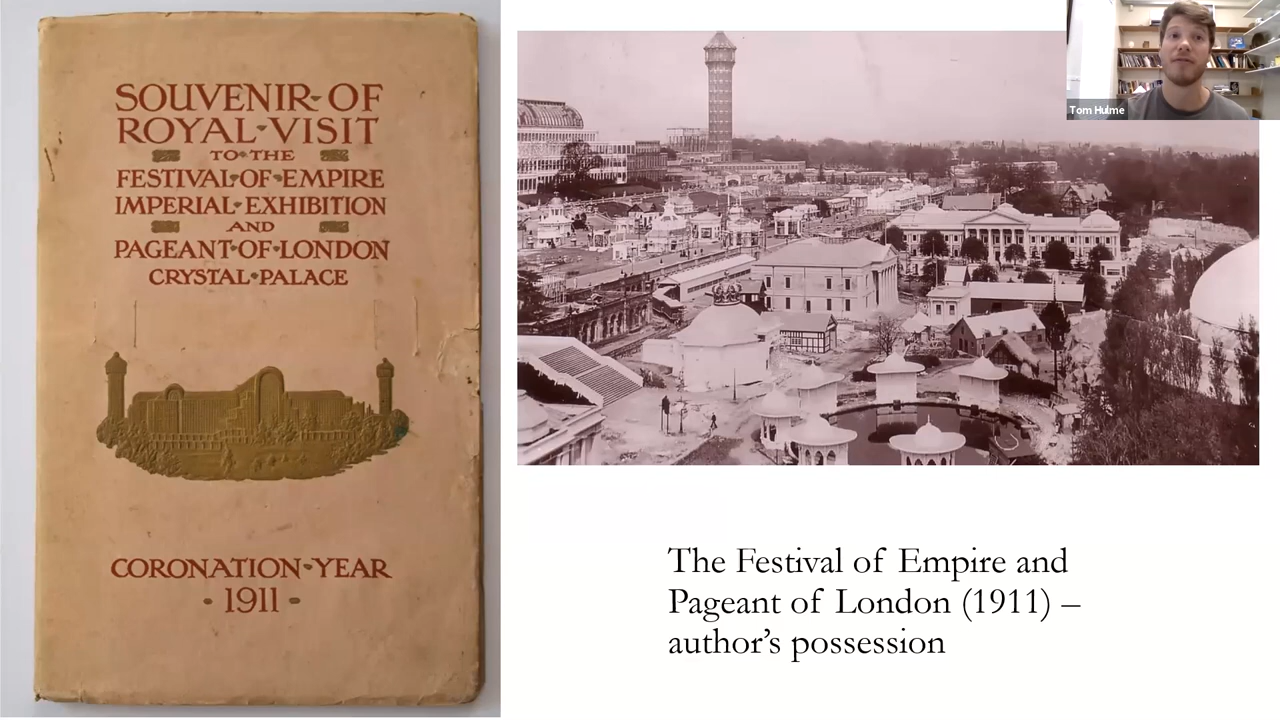 SOUVENIR·OF
ROYAL·VISIT
TO·THE
FESTIVAL·OF·EMPIRE
IMPERIAL·EXHIBITION
AND
PAGEANT·OF·LONDON
CRYSTAL·PALACE
CORONATION·YEAR
·1911·
Tom Hulme
The Festival of Empire and
Pageant of London (1911) –
author’s possession